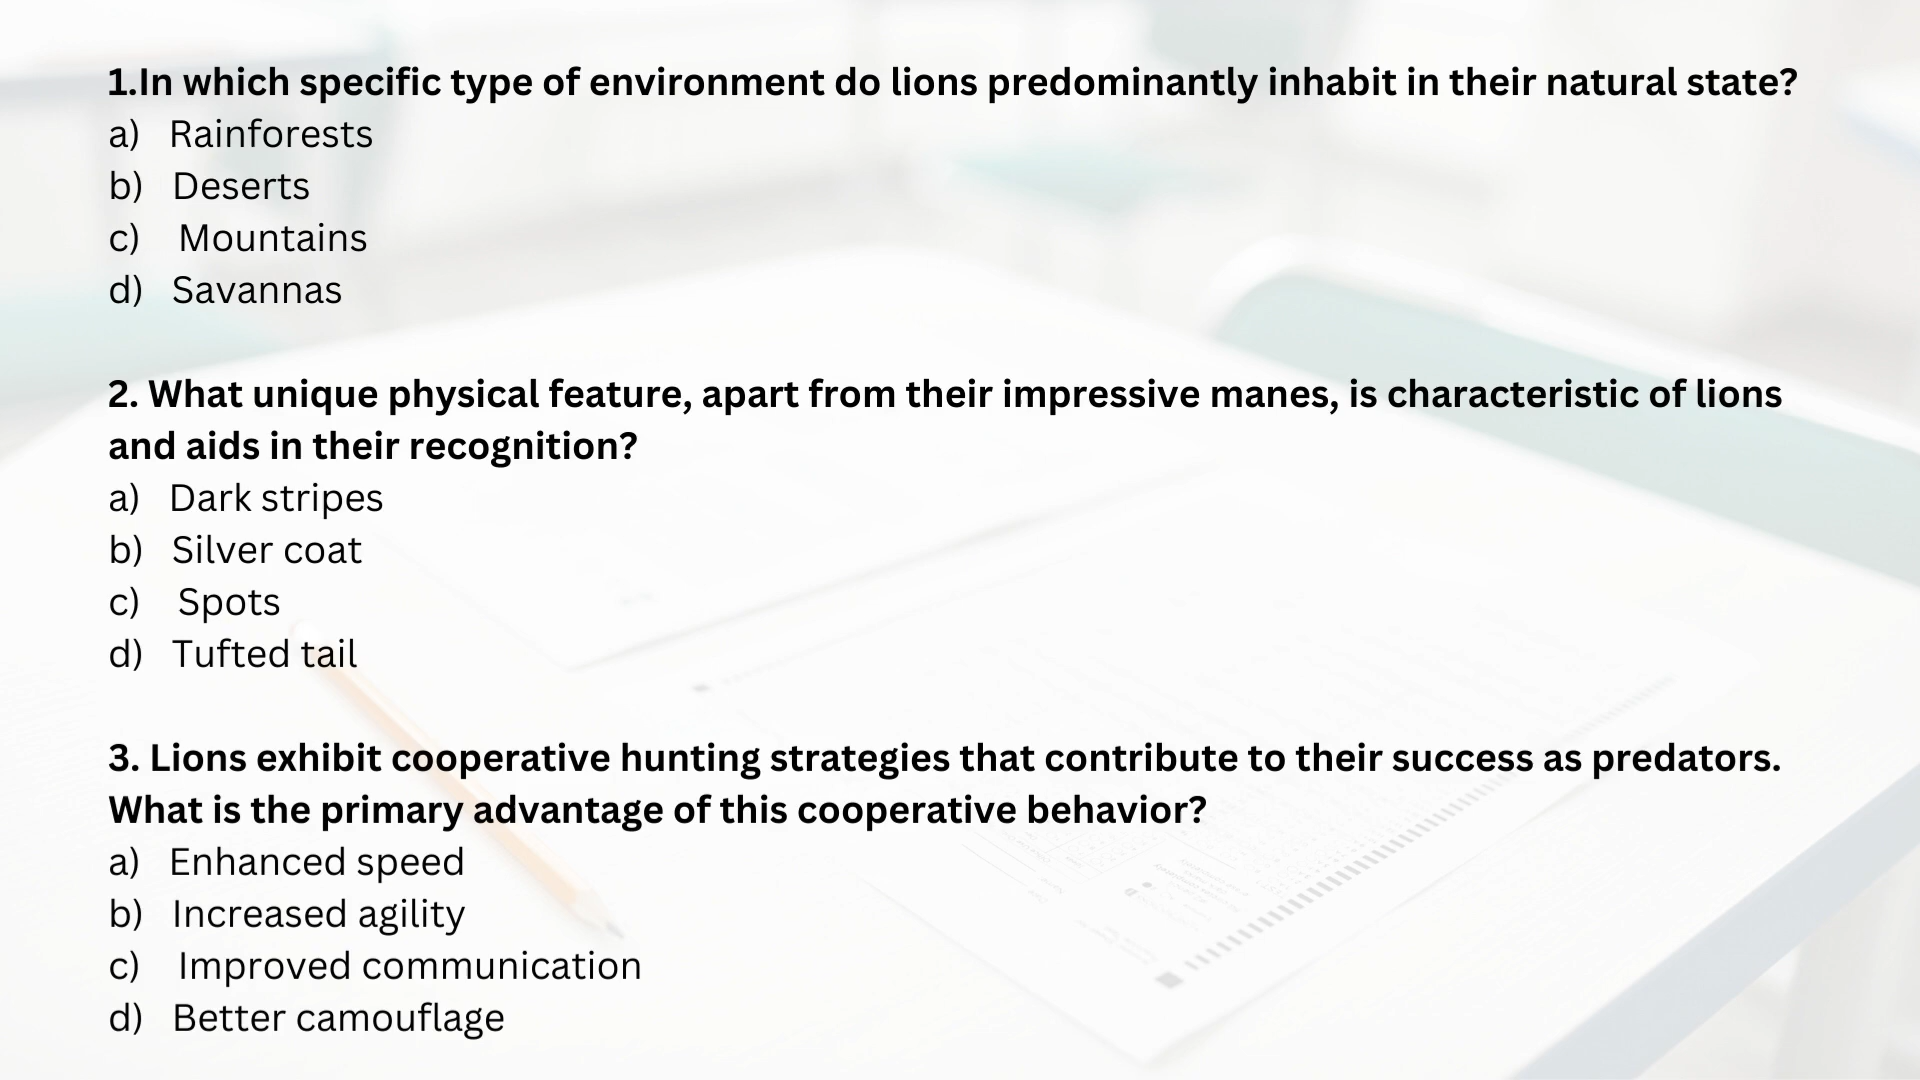 1.In which specific type of environment do lions predominantly inhabit in their natural state?
a) Rainforests
b) Deserts
c) Mountains
d) Savannas
2. What unique physical feature, apart from their impressive manes, is characteristic of lions
and aids in their recognition?
a) Dark stripes
b) Silver coat
c) Spots
d) Tufted tail
3. Lions exhibit cooperative hunting strategies that contribute to their success as predators.
What is the primary advantage of this cooperative behavior?
a) Enhanced speed
b) Increased agility
c) Improved communication
d) Better camouflage